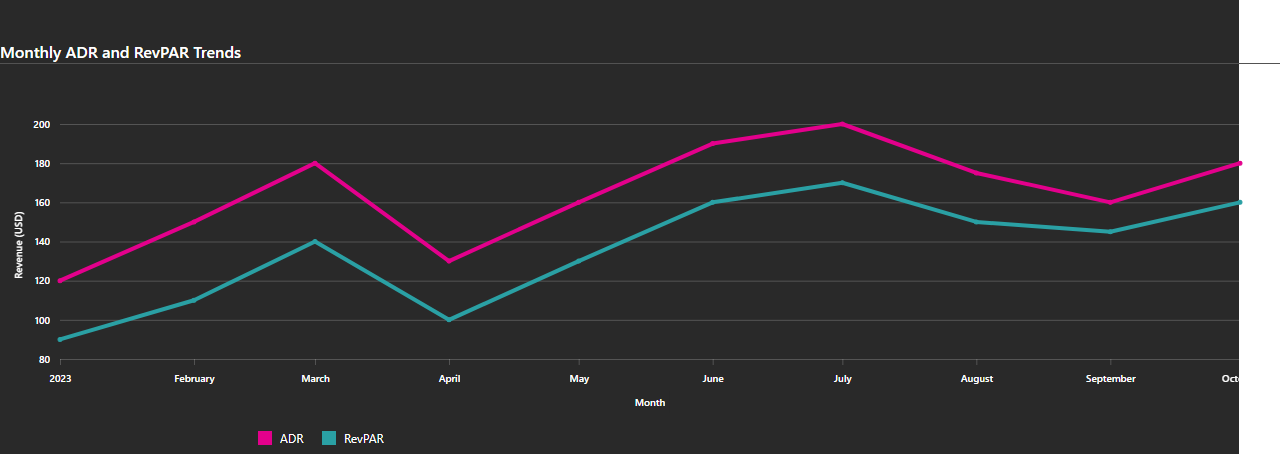 Monthly ADR and RevPAR Trends
200
180
160
140
120
100
80
Revenue (USD)
2023 February March April May June July August September Octo
Month
ADR RevPAR